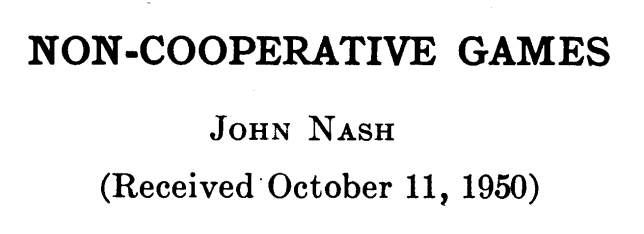 NON-COOPERATIVE GAMES
JOHN NASH
(Received October 11, 1950)